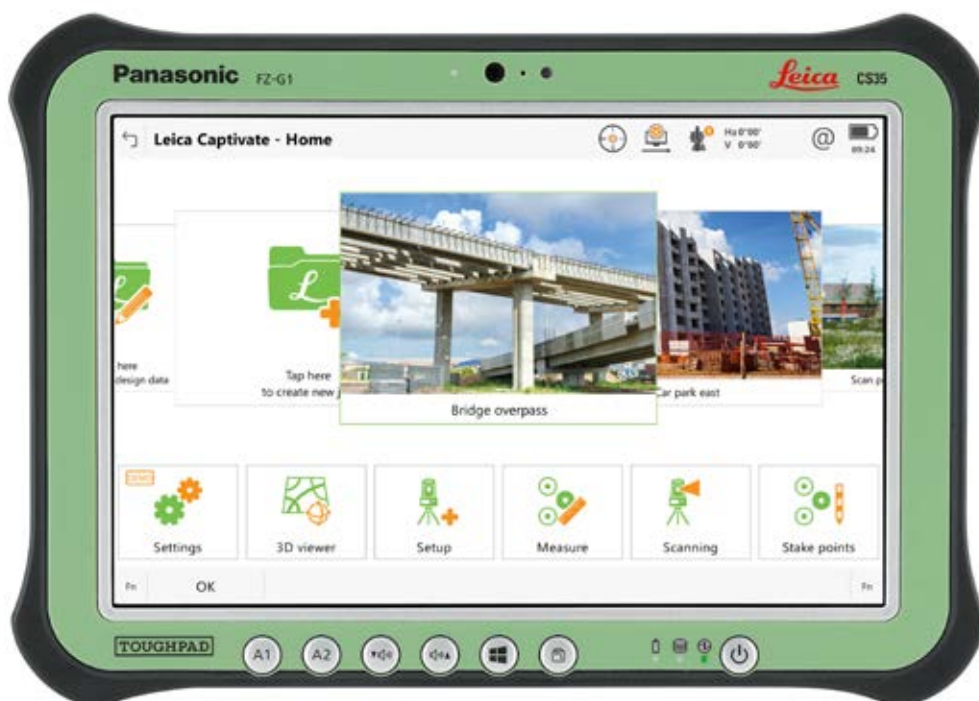 Panasonic FZ-G1 Leica CS35
Leica Captivate - Home
Hz 0°00'
V 0°00'
@
09:24
here
design data
Tap here
to create new j
Bridge overpass
Car park east
Scan p
DEMO
Settings
3D viewer
Setup
Measure
Scanning
Stake points
Fn OK Fn
TOUGHPAD A1 A2